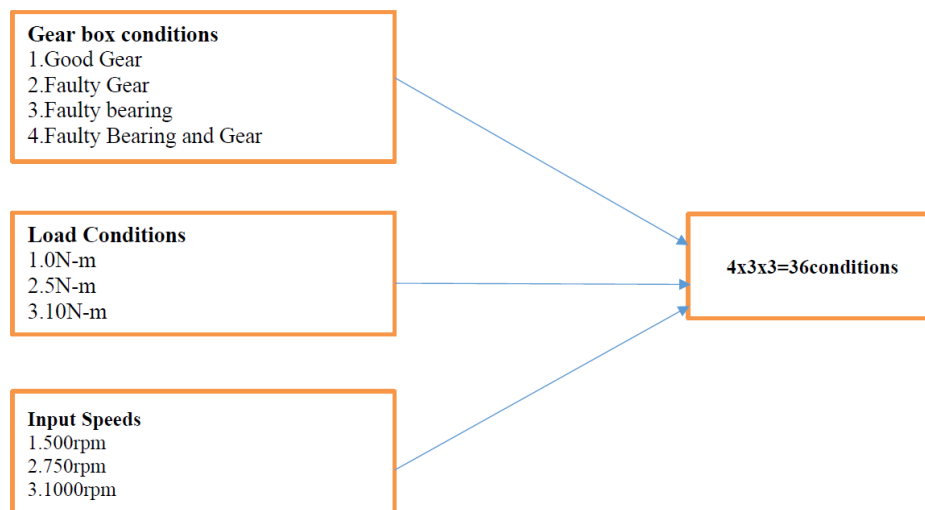 Gear box conditions
1.Good Gear
2.Faulty Gear
3.Faulty bearing
4.Faulty Bearing and Gear
Load Conditions
1.0N-m
2.5N-m
3.10N-m
4x3x3=36conditions
Input Speeds
1.500rpm
2.750rpm
3.1000rpm